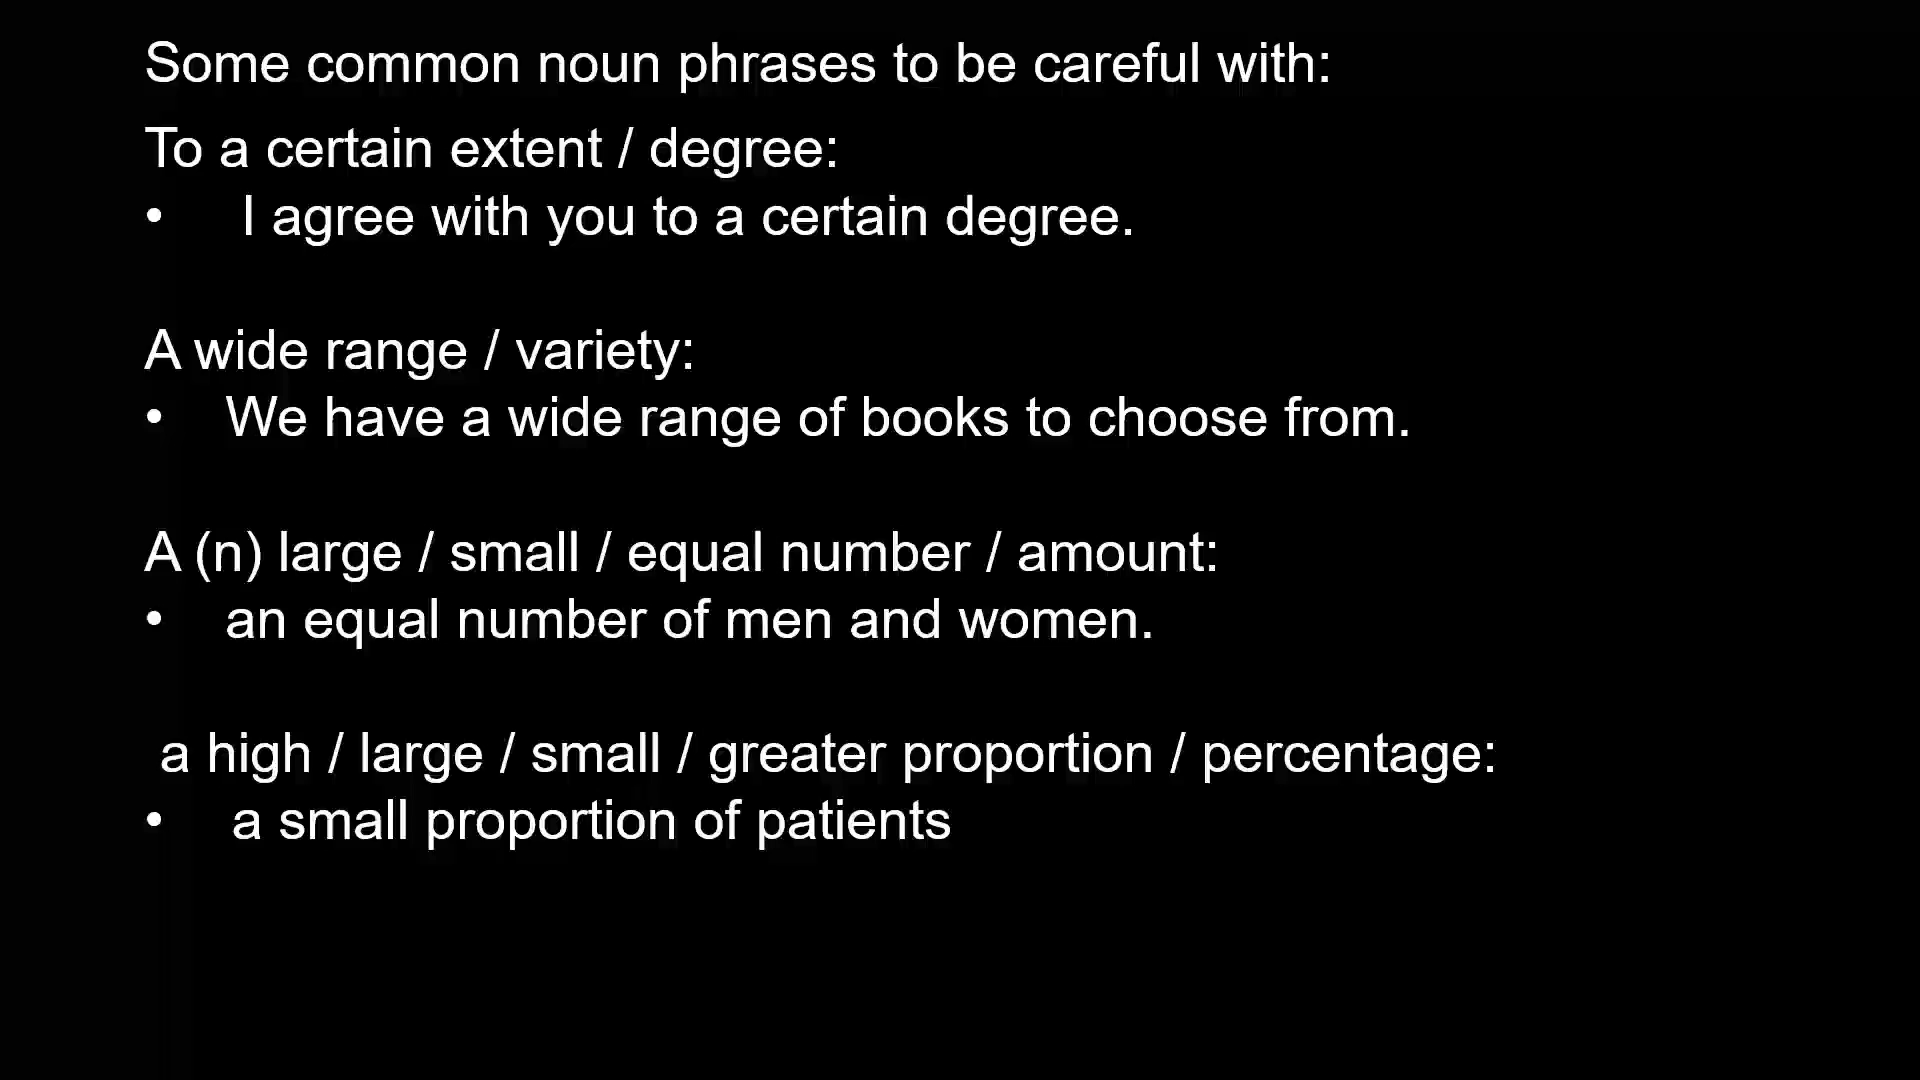 Some common noun phrases to be careful with:
To a certain extent / degree:
• I agree with you to a certain degree.
A wide range / variety:
• We have a wide range of books to choose from.
A (n) large / small / equal number / amount:
• an equal number of men and women.
a high / large / small / greater proportion / percentage:
• a small proportion of patients